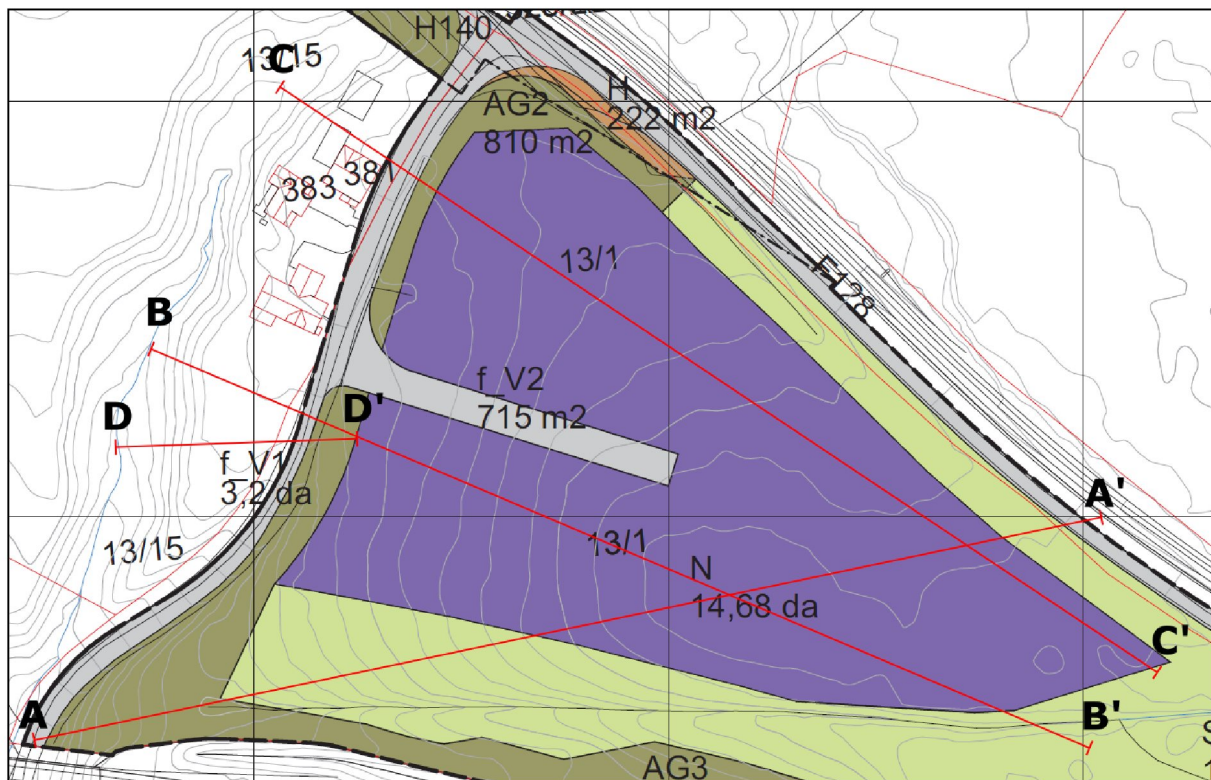 H140
13/15
C
AG2
810 m2
H
222 m2
383
38
13/1
F128
B
D
D'
f_V2
715 m2
f_V1
3,2 da
A'
13/15
13/1
N
14,68 da
C'
A
B'
S
AG3